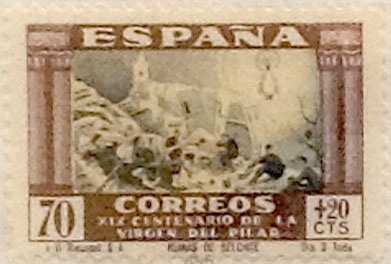 ESPAÑA
CORREOS
70
+20
CTS
XIX CENTENARIO DE LA
VIRGEN DEL PILAR
RUINAS DE BELCHITE